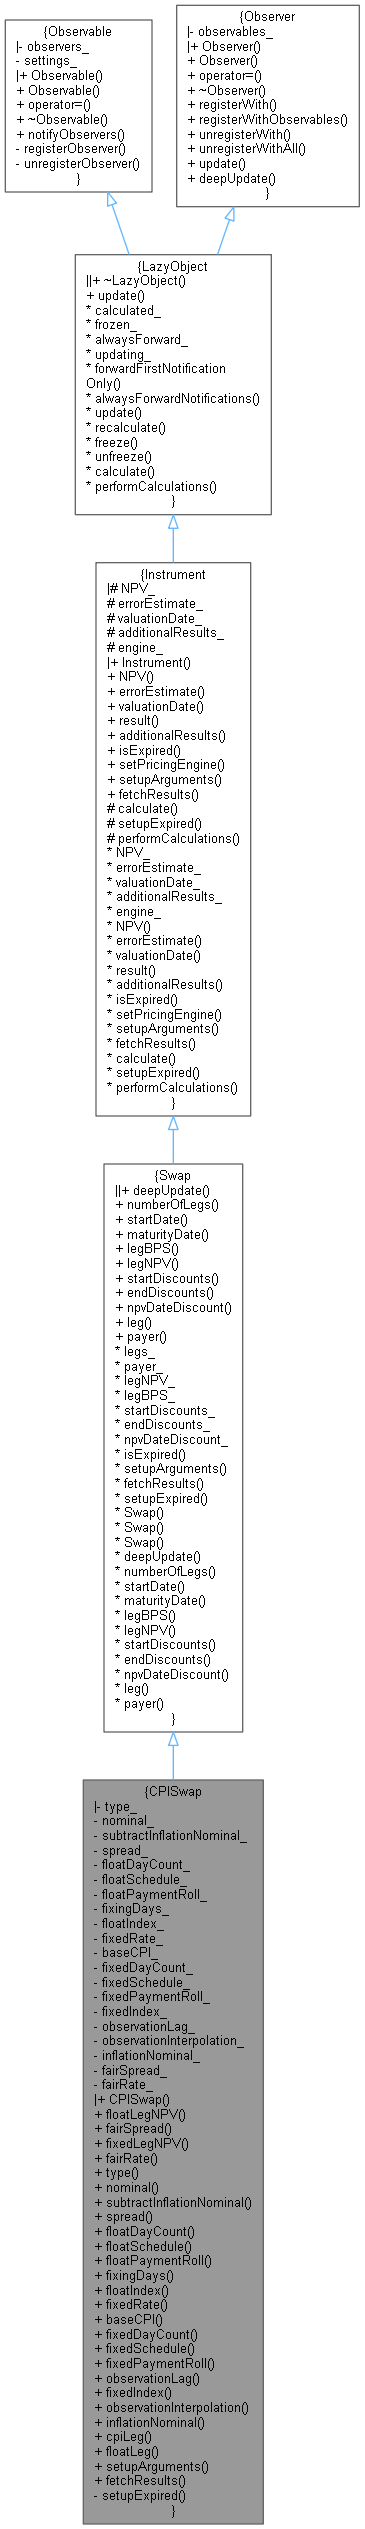 {Observable
|- observers_
- settings_
|+ Observable()
+ Observable()
+ operator=()
+ ~Observable()
+ notifyObservers()
- registerObserver()
- unregisterObserver()
}
{Observer
|- observables_
|+ Observer()
+ Observer()
+ operator=()
+ ~Observer()
+ registerWith()
+ registerWithObservables()
+ unregisterWith()
+ unregisterWithAll()
+ update()
+ deepUpdate()
}
{LazyObject
||+ ~LazyObject()
+ update()
* calculated_
* frozen_
* alwaysForward_
* updating_
* forwardFirstNotification
Only()
* alwaysForwardNotifications()
* update()
* recalculate()
* freeze()
* unfreeze()
* calculate()
* performCalculations()
}
{Instrument
|# NPV_
# errorEstimate_
# valuationDate_
# additionalResults_
# engine_
|+ Instrument()
+ NPV()
+ errorEstimate()
+ valuationDate()
+ result()
+ additionalResults()
+ isExpired()
+ setPricingEngine()
+ setupArguments()
+ fetchResults()
# calculate()
# setupExpired()
# performCalculations()
* NPV_
* errorEstimate_
* valuationDate_
* additionalResults_
* engine_
* NPV()
* errorEstimate()
* valuationDate()
* result()
* additionalResults()
* isExpired()
* setPricingEngine()
* setupArguments()
* fetchResults()
* calculate()
* setupExpired()
* performCalculations()
}
{Swap
||+ deepUpdate()
+ numberOfLegs()
+ startDate()
+ maturityDate()
+ legBPS()
+ legNPV()
+ startDiscounts()
+ endDiscounts()
+ npvDateDiscount()
+ leg()
+ payer()
* legs_
* payer_
* legNPV_
* legBPS_
* startDiscounts_
* endDiscounts_
* npvDateDiscount_
* isExpired()
* setupArguments()
* fetchResults()
* setupExpired()
* Swap()
* Swap()
* Swap()
* deepUpdate()
* numberOfLegs()
* startDate()
* maturityDate()
* legBPS()
* legNPV()
* startDiscounts()
* endDiscounts()
* npvDateDiscount()
* leg()
* payer()
}
{CPISwap
|- type_
- nominal_
- subtractInflationNominal_
- spread_
- floatDayCount_
- floatSchedule_
- floatPaymentRoll_
- fixingDays_
- floatIndex_
- fixedRate_
- baseCPI_
- fixedDayCount_
- fixedSchedule_
- fixedPaymentRoll_
- fixedIndex_
- observationLag_
- observationInterpolation_
- inflationNominal_
- fairSpread_
- fairRate_
|+ CPISwap()
+ floatLegNPV()
+ fairSpread()
+ fixedLegNPV()
+ fairRate()
+ type()
+ nominal()
+ subtractInflationNominal()
+ spread()
+ floatDayCount()
+ floatSchedule()
+ floatPaymentRoll()
+ fixingDays()
+ floatIndex()
+ fixedRate()
+ baseCPI()
+ fixedDayCount()
+ fixedSchedule()
+ fixedPaymentRoll()
+ observationLag()
+ fixedIndex()
+ observationInterpolation()
+ inflationNominal()
+ cpiLeg()
+ floatLeg()
+ setupArguments()
+ fetchResults()
- setupExpired()
}